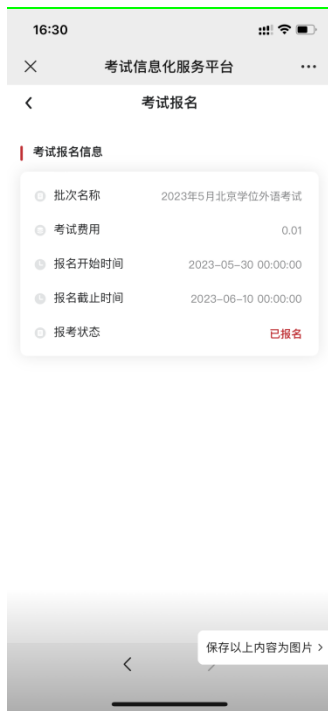 16:30
考试信息化服务平台
考试报名
考试报名信息
批次名称 2023年5月北京学位外语考试
考试费用 0.01
报名开始时间 2023-05-30 00:00:00
报名截止时间 2023-06-10 00:00:00
报考状态 已报名
保存以上内容为图片